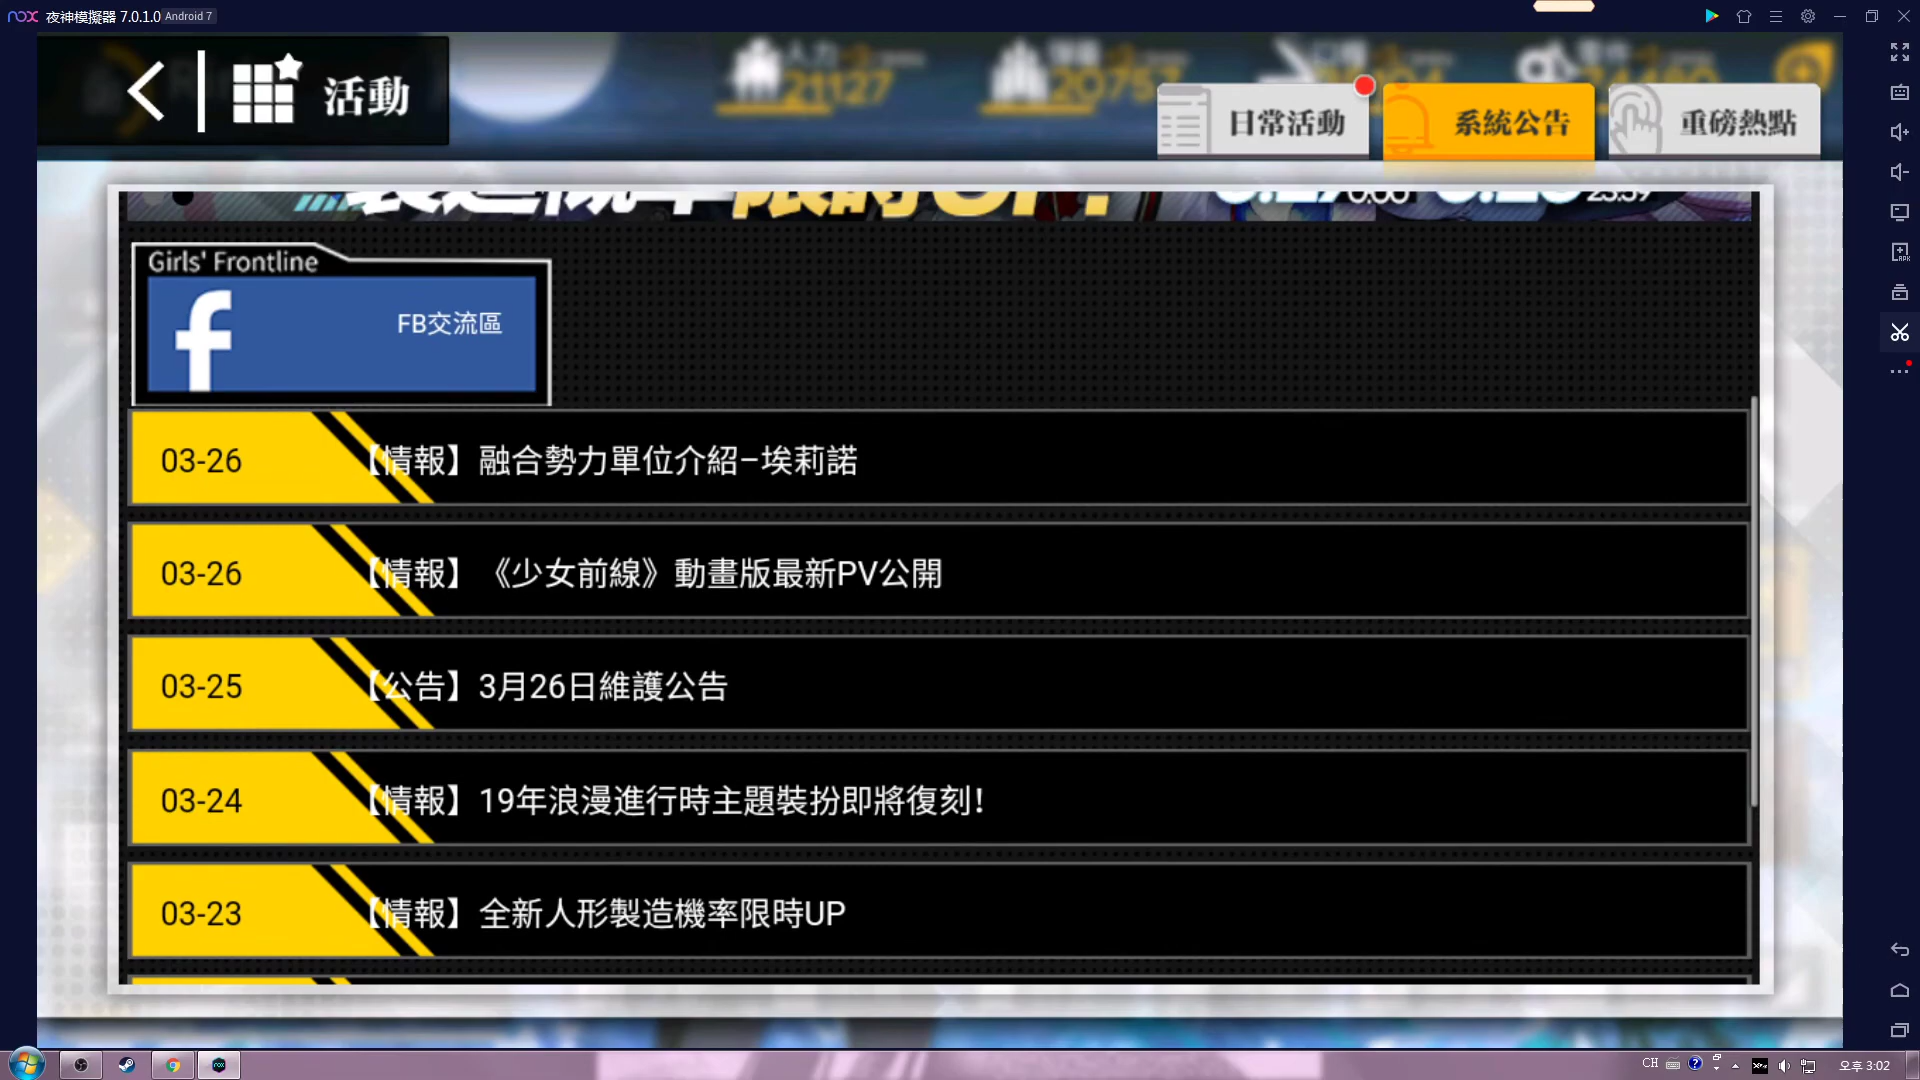 nox 夜神模擬器 7.0.1.0 Android 7
活動
人力
21127
20757
日常活動
系統公告
重磅熱點
Girls' Frontline
FB交流區
03-26 【情報】融合勢力單位介紹–埃莉諾
03-26 【情報】《少女前線》動畫版最新PV公開
03-25 【公告】3月26日維護公告
03-24 【情報】19年浪漫進行時主題裝扮即將復刻!
03-23 【情報】全新人形製造機率限時UP
CH
오후 3:02